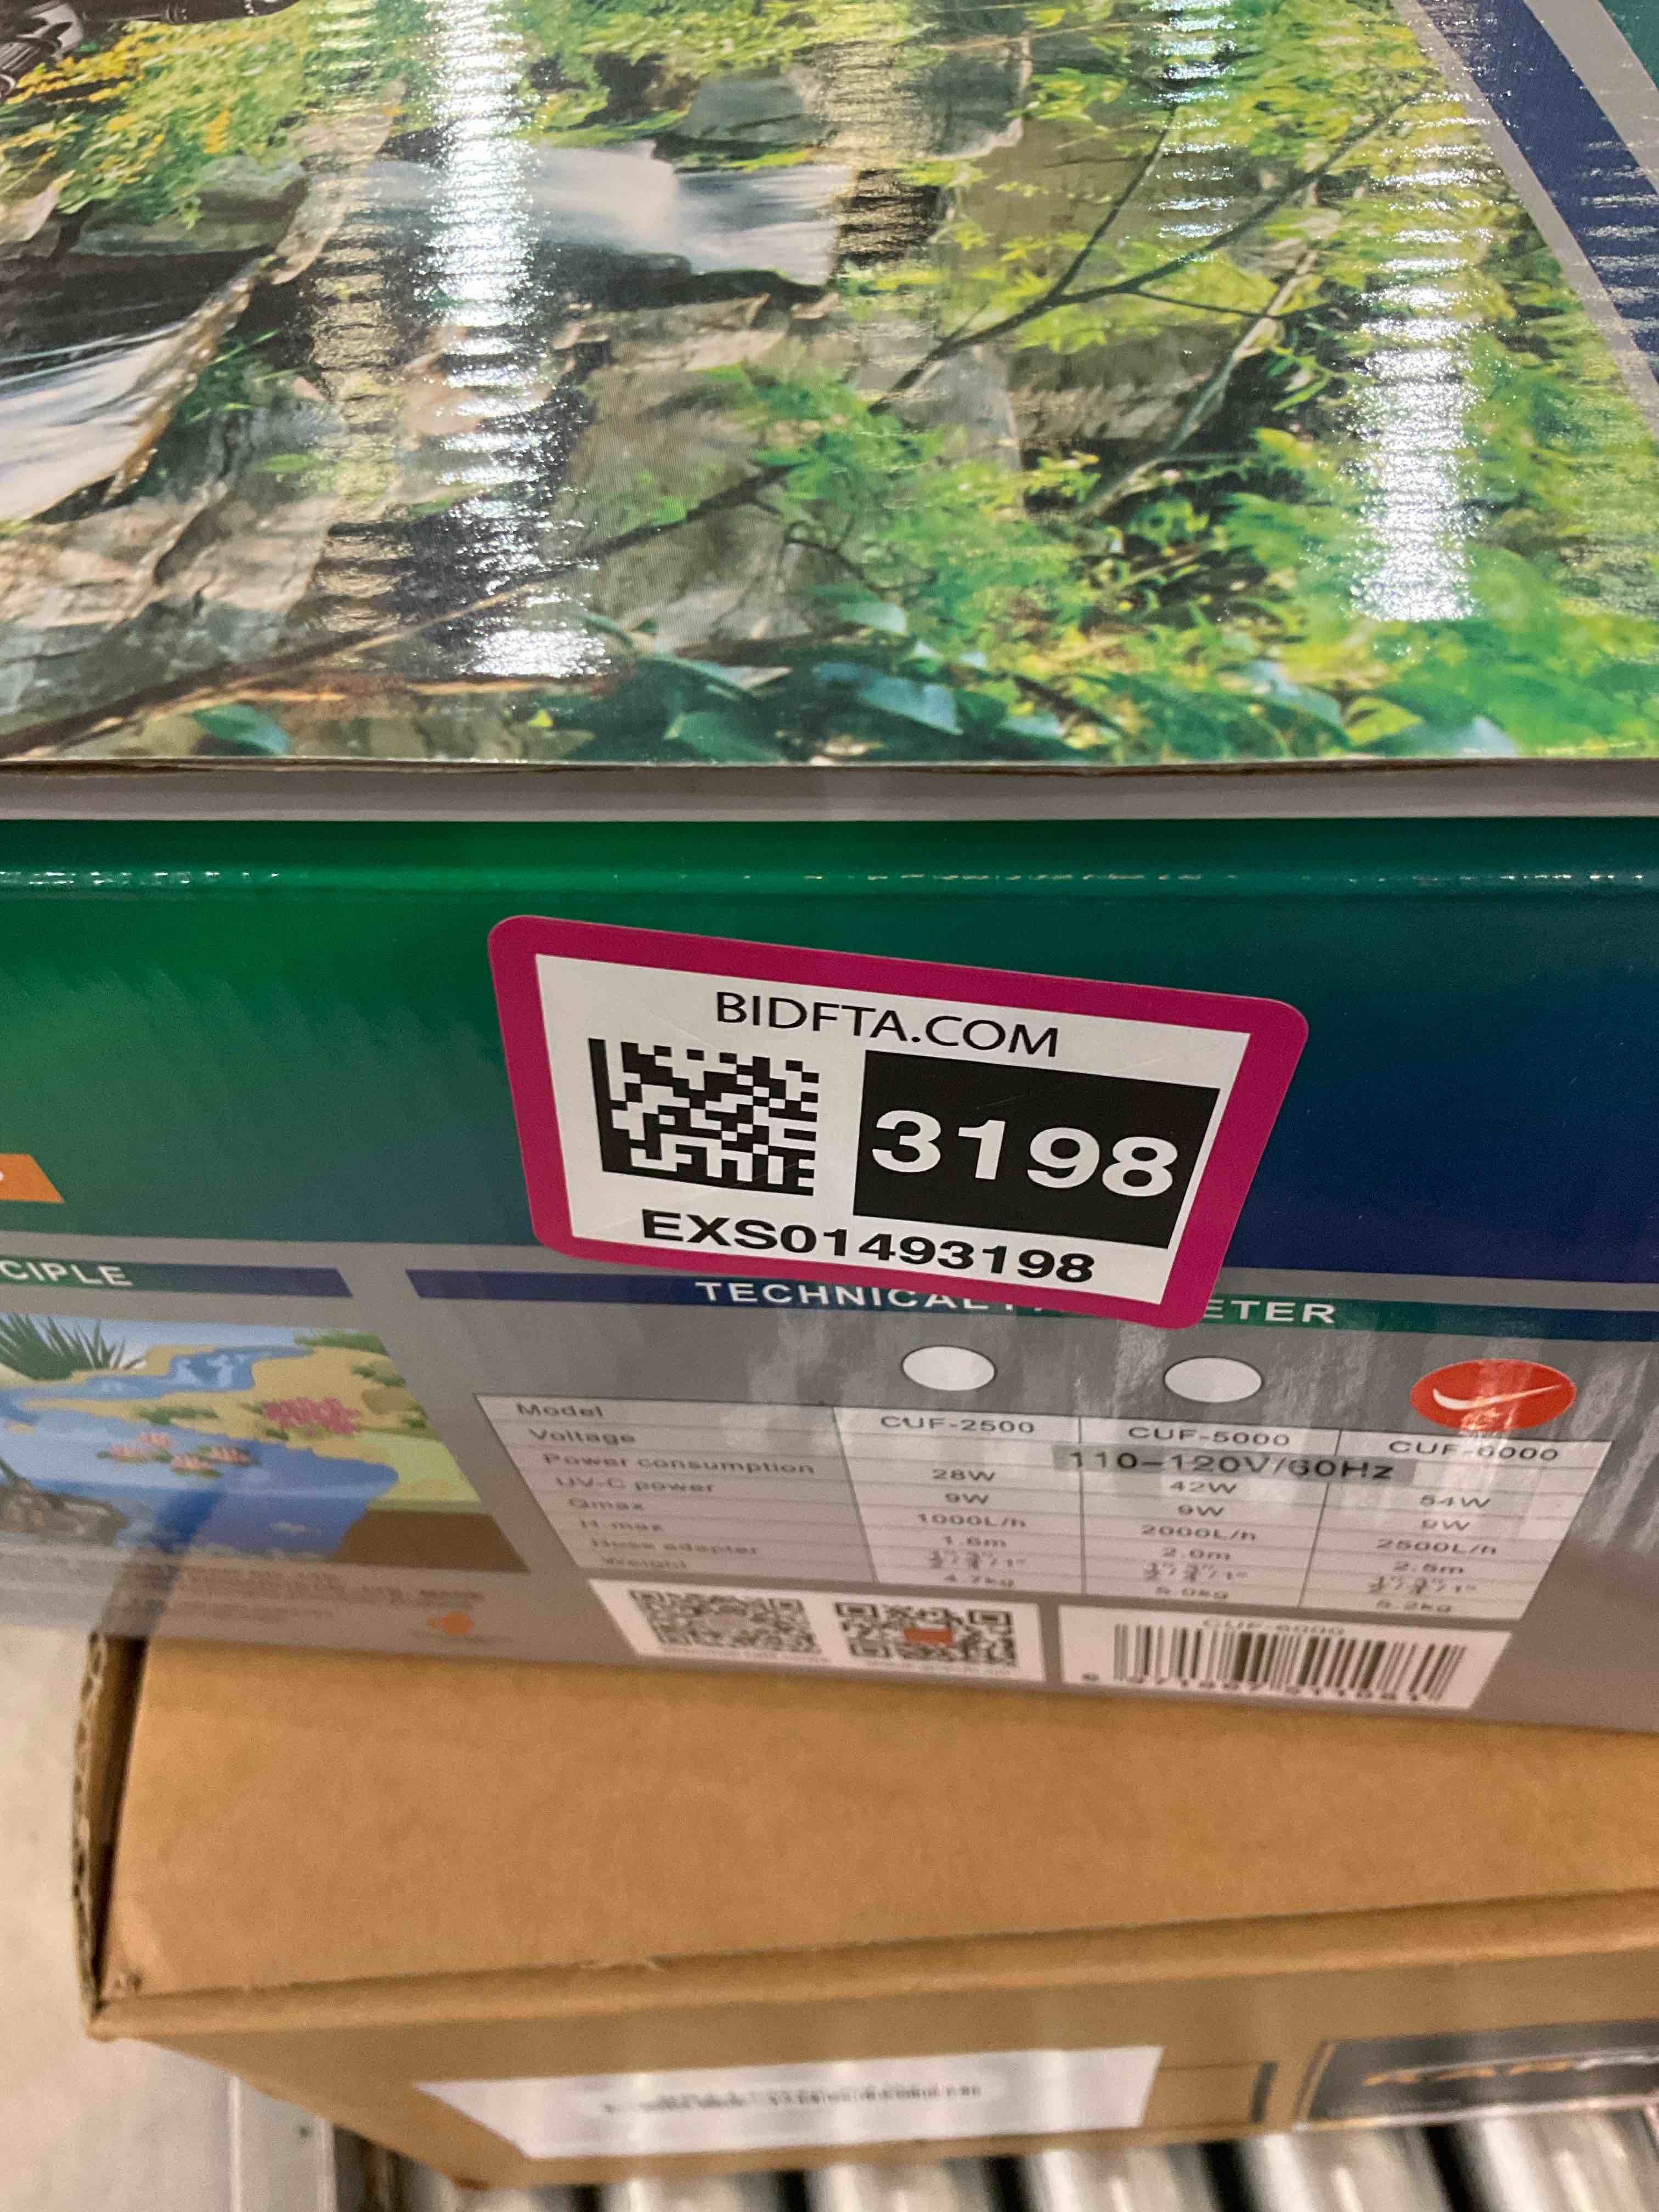 BIDFTA.COM
3198
EXS01493198
CIPLE
TECHNICAL ETER
Model CUF-2500 CUF-5000 CUF-6000
Voltage 110-120V/60Hz
Power consumption 28W 42W 54W
UV-C power 9W 9W 9W
Qmax 1000L/h 2000L/h 2500L/h
H-max 1.6m 2.0m 2.5m
Hose adapter
Weight 4.7kg 5.0kg 5.2kg
CUF-6000